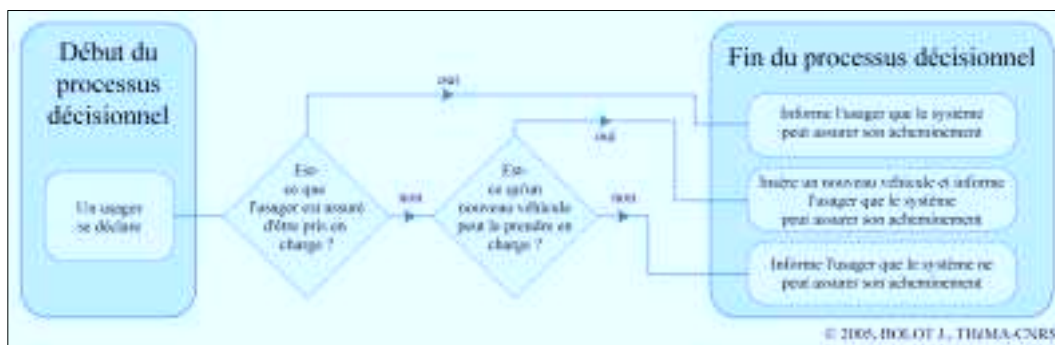 Début du
processus
décisionnel
Un usager
se déclare
Est-
ce que
l'usager est assuré
d'être pris en
charge ?
oui
non
Est-
ce qu'un
nouveau véhicule
peut le prendre en
charge ?
oui
non
Fin du processus décisionnel
Informe l'usager que le système
peut assurer son acheminement
Insère un nouveau véhicule et informe
l'usager que le système
peut assurer son acheminement
Informe l'usager que le système ne
peut assurer son acheminement
© 2005, BOLOT J., THéMA-CNRS